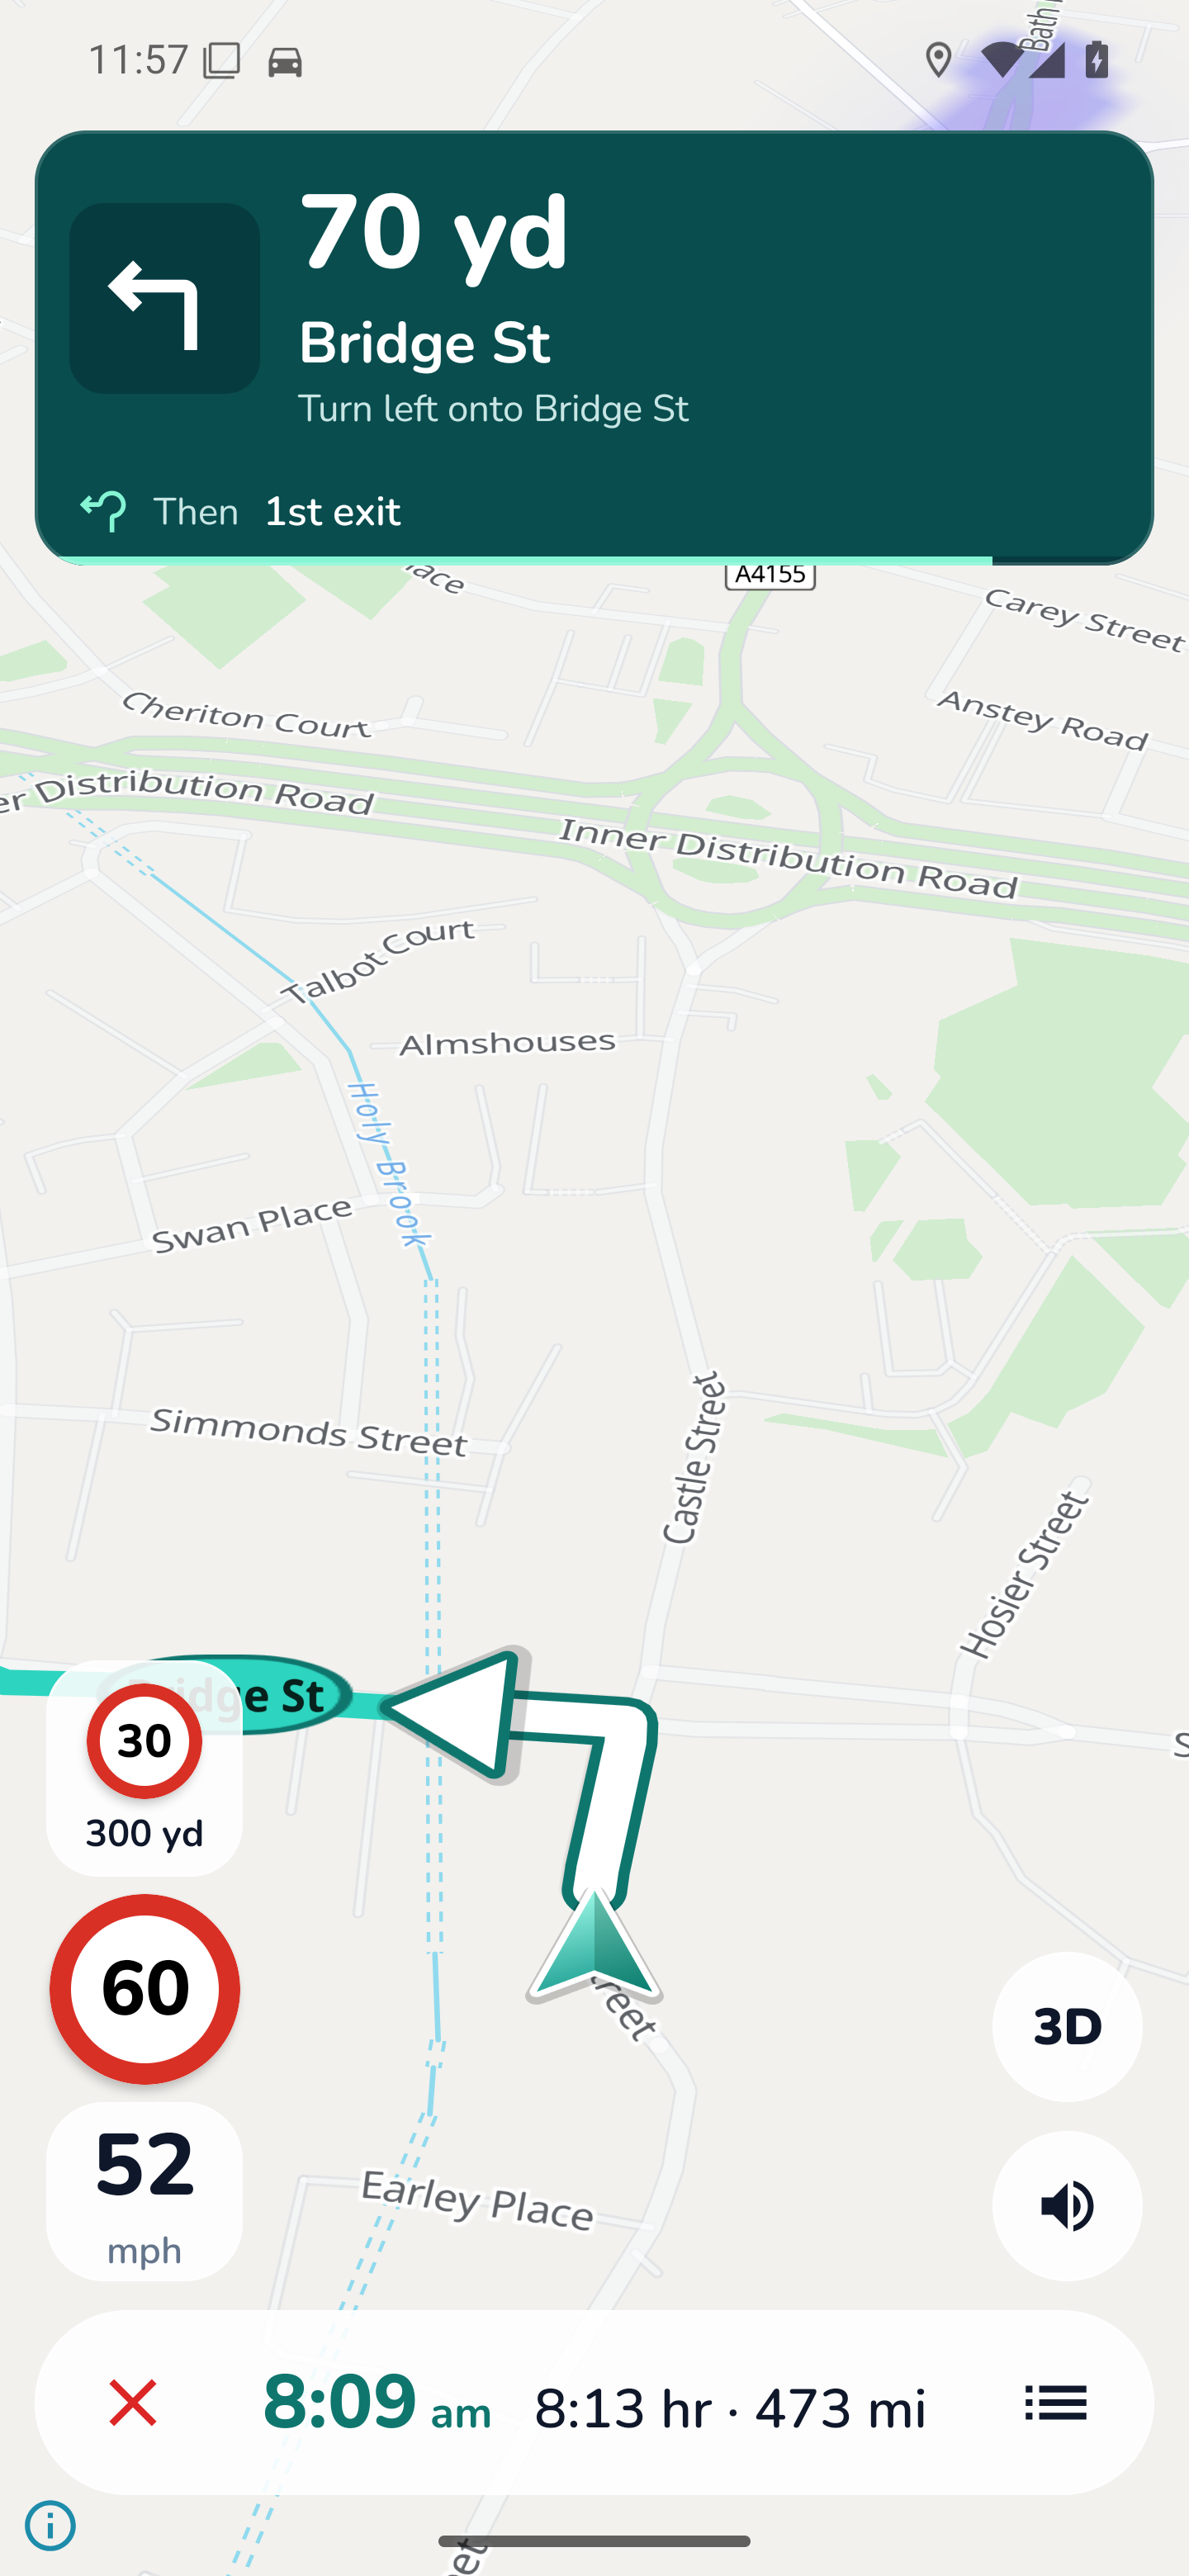 11:57
Bath
70 yd
Bridge St
Turn left onto Bridge St
Then 1st exit
A4155
Carey Street
Cheriton Court
Anstey Road
Distribution Road
Inner Distribution Road
Talbot Court
Almshouses
Holy Brook
Swan Place
Simmonds Street
Castle Street
Hosier Street
St
30
300 yd
60
52
mph
3D
Earley Place
8:09 am 8:13 hr · 473 mi